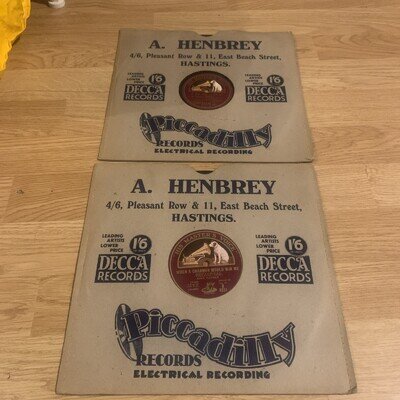 A. HENBREY
4/6, Pleasant Row & 11, East Beach Street,
HASTINGS.
LEADING
ARTISTS
LOWER
PRICE
1/6
DECCA
RECORDS
LEADING
ARTISTS
LOWER
PRICE
1/6
DECCA
RECORDS
Piccadilly
RECORDS
ELECTRICAL RECORDING
A. HENBREY
4/6, Pleasant Row & 11, East Beach Street,
HASTINGS.
LEADING
ARTISTS
LOWER
PRICE
1/6
DECCA
RECORDS
HIS MASTER'S VOICE
LEADING
ARTISTS
LOWER
PRICE
1/6
DECCA
RECORDS
Piccadilly
RECORDS
ELECTRICAL RECORDING